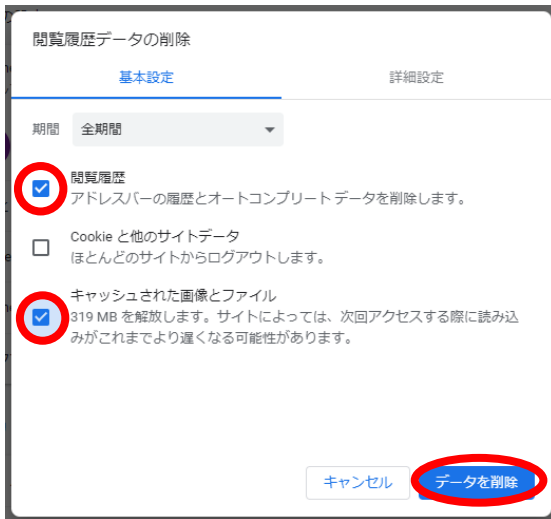 閲覧履歴データの削除
基本設定
詳細設定
期間 全期間
閲覧履歴
アドレスバーの履歴とオートコンプリート データを削除します。
Cookie と他のサイトデータ
ほとんどのサイトからログアウトします。
キャッシュされた画像とファイル
319 MB を解放します。サイトによっては、次回アクセスする際に読み込
みがこれまでより遅くなる可能性があります。
キャンセル
データを削除